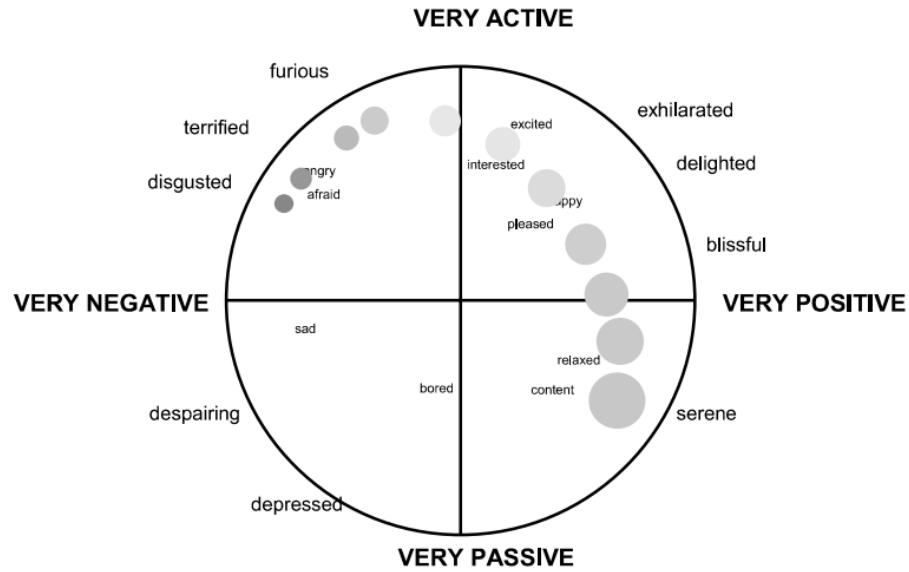 VERY ACTIVE
furious
exhilarated
terrified
excited
delighted
interested
disgusted
afraid
pleased
blissful
VERY NEGATIVE
VERY POSITIVE
sad
relaxed
bored
content
despairing
serene
depressed
VERY PASSIVE